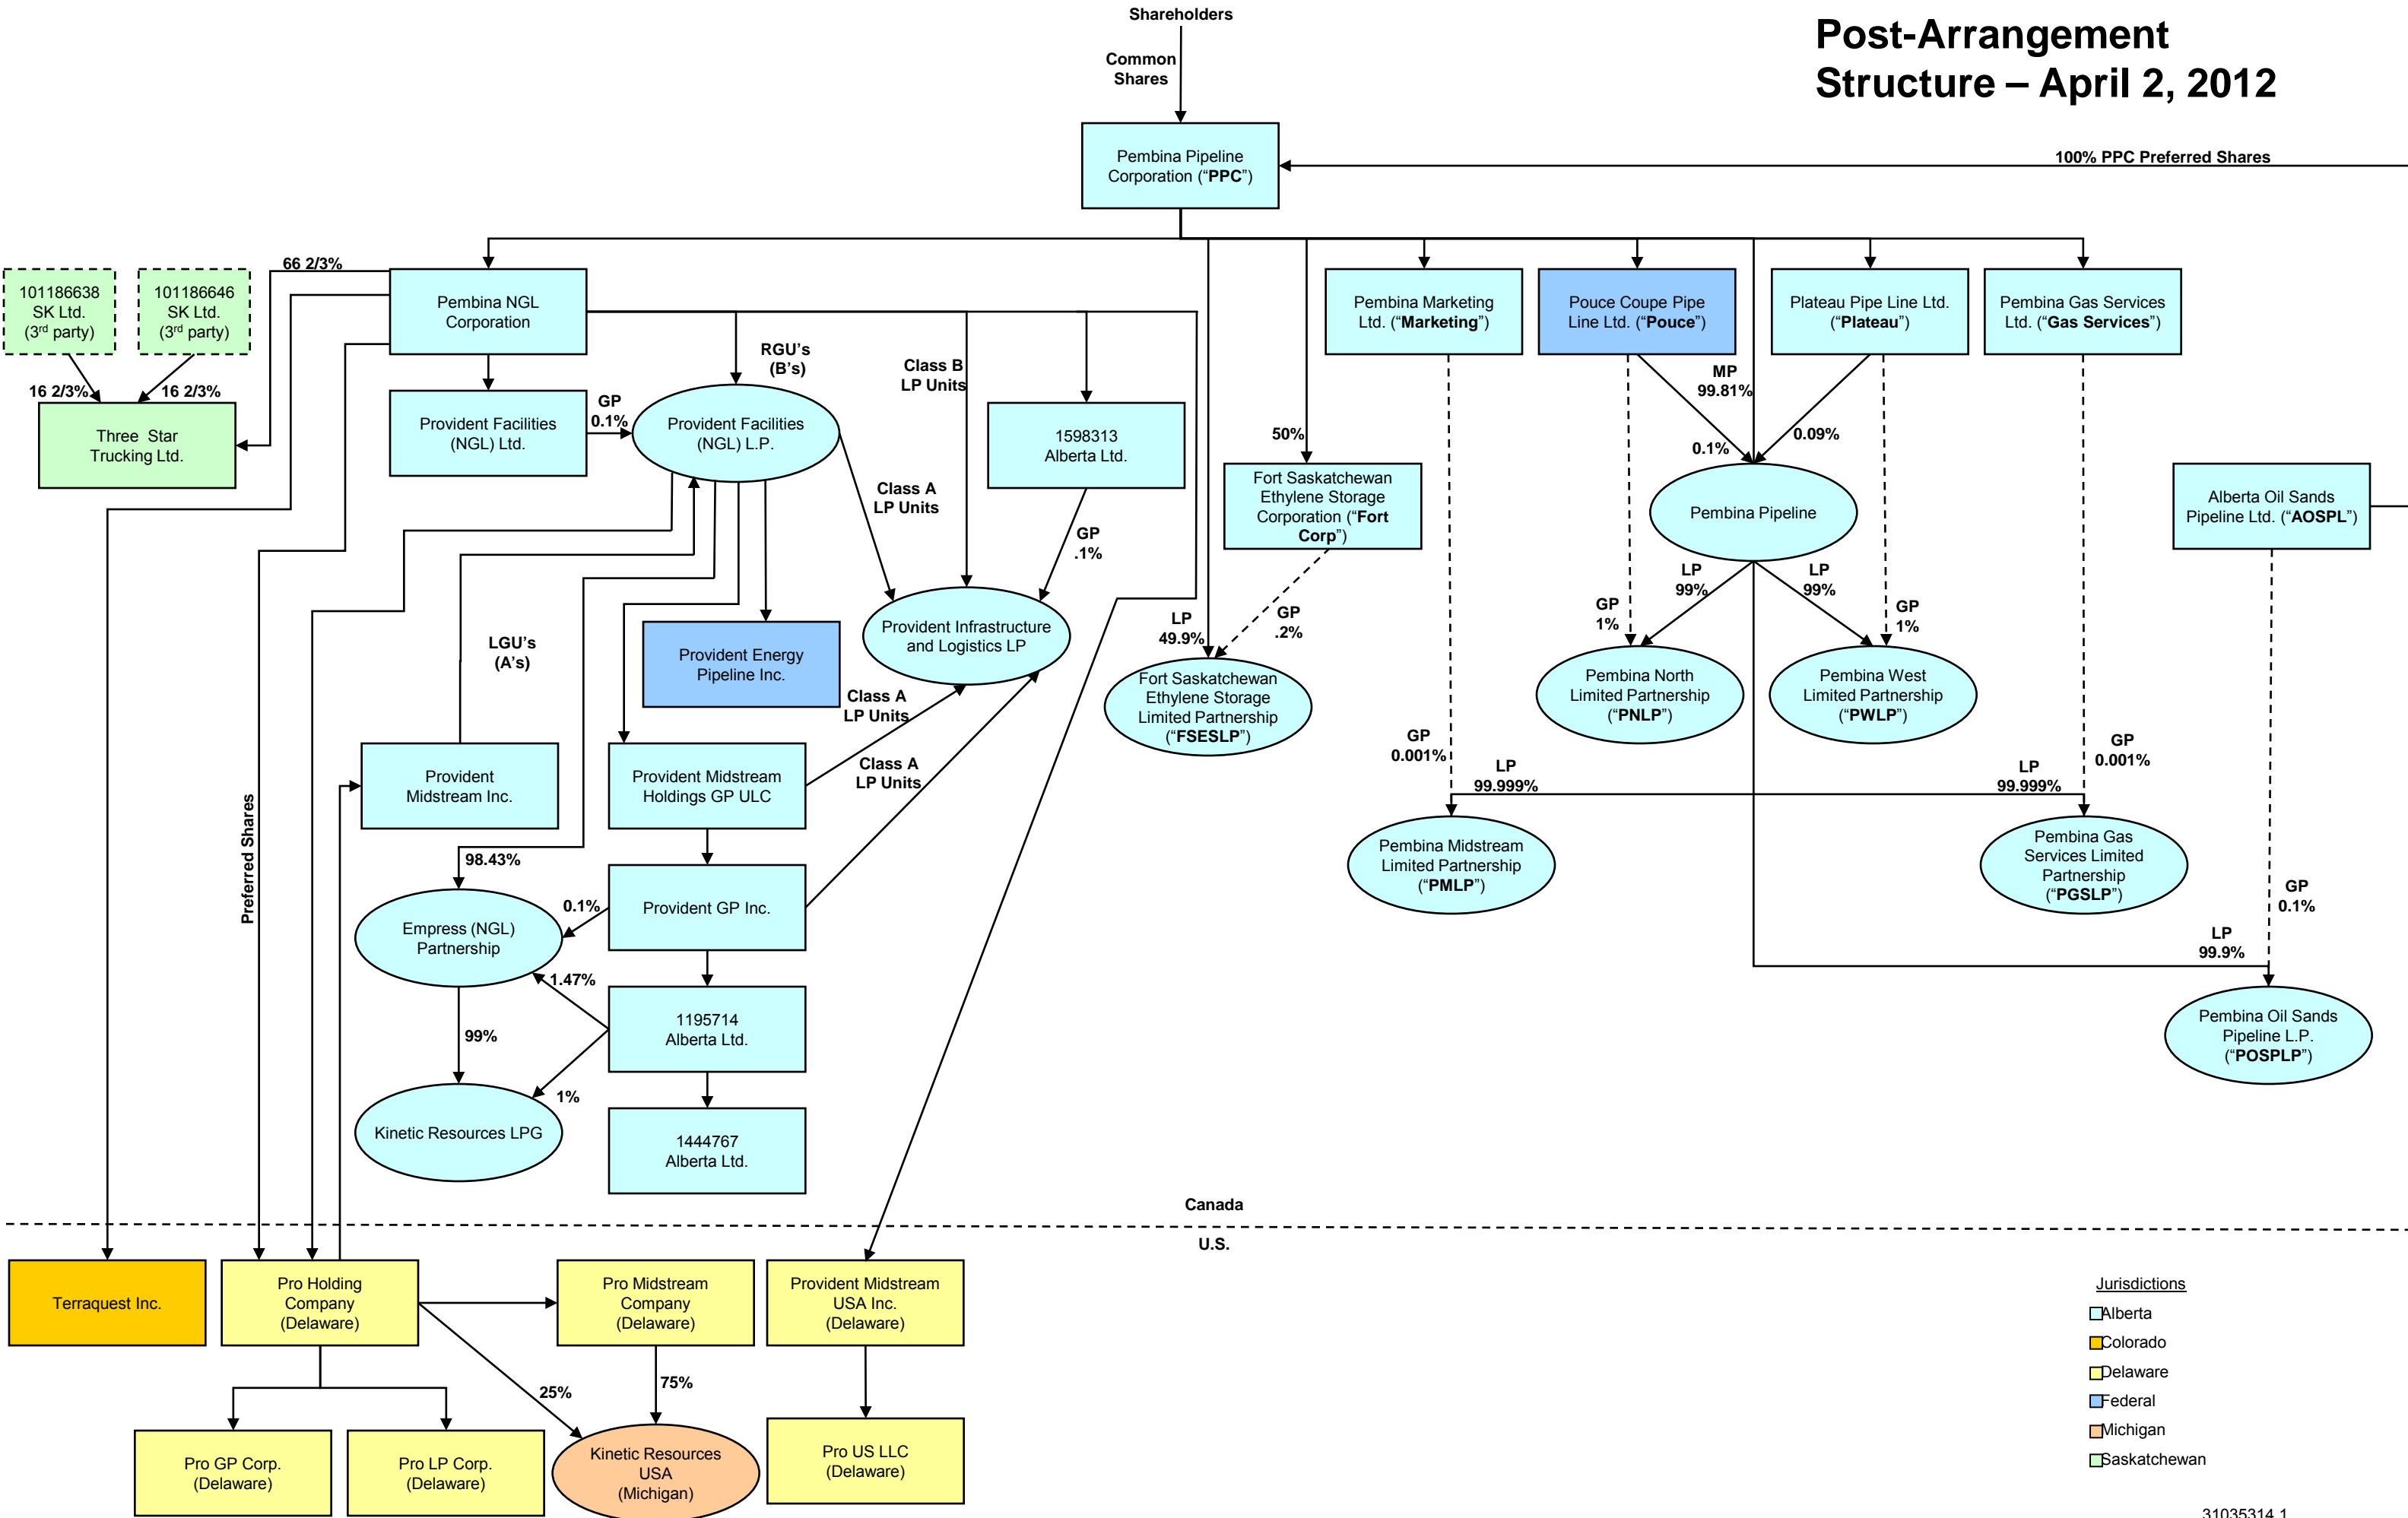 Post-Arrangement
Structure – April 2, 2012
Shareholders
Common
Shares
Pembina Pipeline
Corporation (“PPC”)
100% PPC Preferred Shares
66 2/3%
101186638
SK Ltd.
(3rd party)
101186646
SK Ltd.
(3rd party)
16 2/3%
16 2/3%
Three Star
Trucking Ltd.
Pembina NGL
Corporation
Provident Facilities
(NGL) Ltd.
GP
0.1%
RGU’s
(B’s)
Provident Facilities
(NGL) L.P.
Class B
LP Units
1598313
Alberta Ltd.
Class A
LP Units
GP
.1%
50%
Fort Saskatchewan
Ethylene Storage
Corporation (“Fort
Corp”)
LP
49.9%
GP
.2%
Fort Saskatchewan
Ethylene Storage
Limited Partnership
(“FSESLP”)
Pembina Marketing
Ltd. (“Marketing”)
Pouce Coupe Pipe
Line Ltd. (“Pouce”)
Plateau Pipe Line Ltd.
(“Plateau”)
Pembina Gas Services
Ltd. (“Gas Services”)
MP
99.81%
0.1%
0.09%
Pembina Pipeline
Alberta Oil Sands
Pipeline Ltd. (“AOSPL”)
LP
99%
LP
99%
GP
1%
GP
1%
Pembina North
Limited Partnership
(“PNLP”)
Pembina West
Limited Partnership
(“PWLP”)
Provident Infrastructure
and Logistics LP
Provident Energy
Pipeline Inc.
LGU’s
(A’s)
Class A
LP Units
Class A
LP Units
Provident
Midstream Inc.
Provident Midstream
Holdings GP ULC
GP
0.001%
LP
99.999%
LP
99.999%
GP
0.001%
Pembina Midstream
Limited Partnership
(“PMLP”)
Pembina Gas
Services Limited
Partnership
(“PGSLP”)
Preferred Shares
98.43%
0.1%
Provident GP Inc.
Empress (NGL)
Partnership
1.47%
1195714
Alberta Ltd.
99%
1%
Kinetic Resources LPG
1444767
Alberta Ltd.
GP
0.1%
LP
99.9%
Pembina Oil Sands
Pipeline L.P.
(“POSPLP”)
Canada
U.S.
Terraquest Inc.
Pro Holding
Company
(Delaware)
Pro Midstream
Company
(Delaware)
Provident Midstream
USA Inc.
(Delaware)
25%
75%
Pro GP Corp.
(Delaware)
Pro LP Corp.
(Delaware)
Kinetic Resources
USA
(Michigan)
Pro US LLC
(Delaware)
Jurisdictions
Alberta
Colorado
Delaware
Federal
Michigan
Saskatchewan
31035314.1